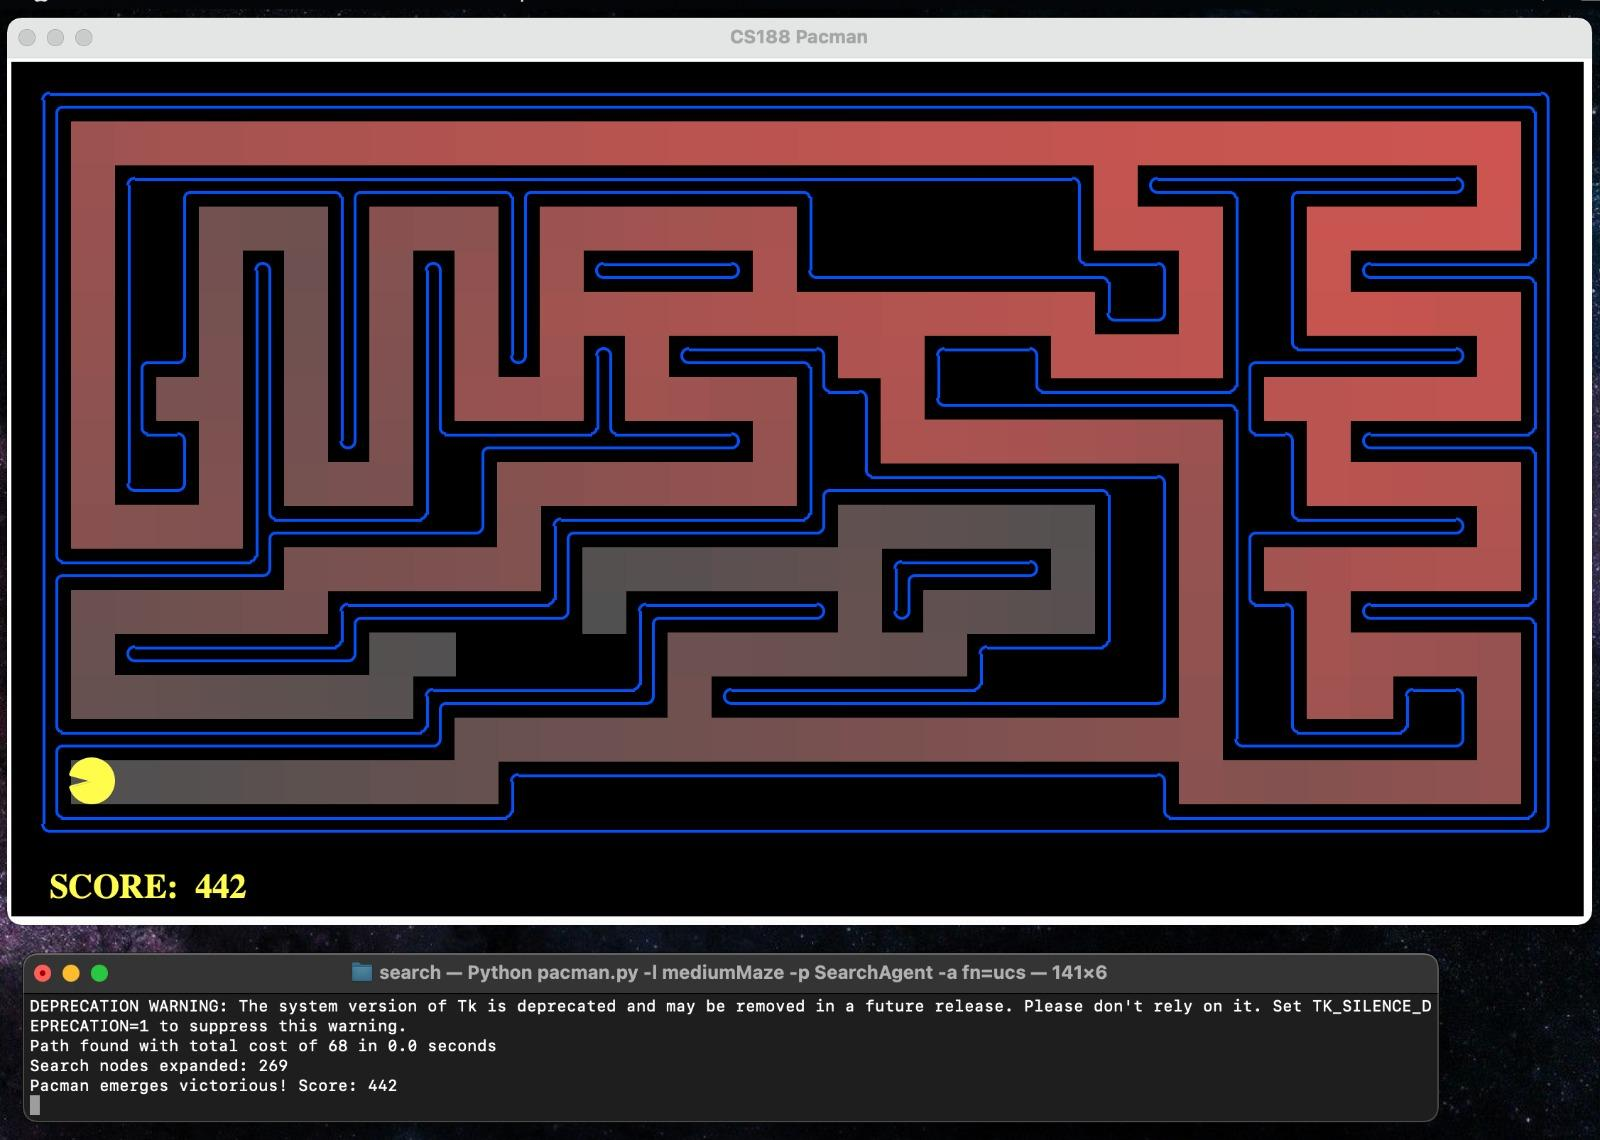 CS188 Pacman
SCORE: 442
search — Python pacman.py -l mediumMaze -p SearchAgent -a fn=ucs — 141×6
DEPRECATION WARNING: The system version of Tk is deprecated and may be removed in a future release. Please don't rely on it. Set TK_SILENCE_D
EPRECATION=1 to suppress this warning.
Path found with total cost of 68 in 0.0 seconds
Search nodes expanded: 269
Pacman emerges victorious! Score: 442